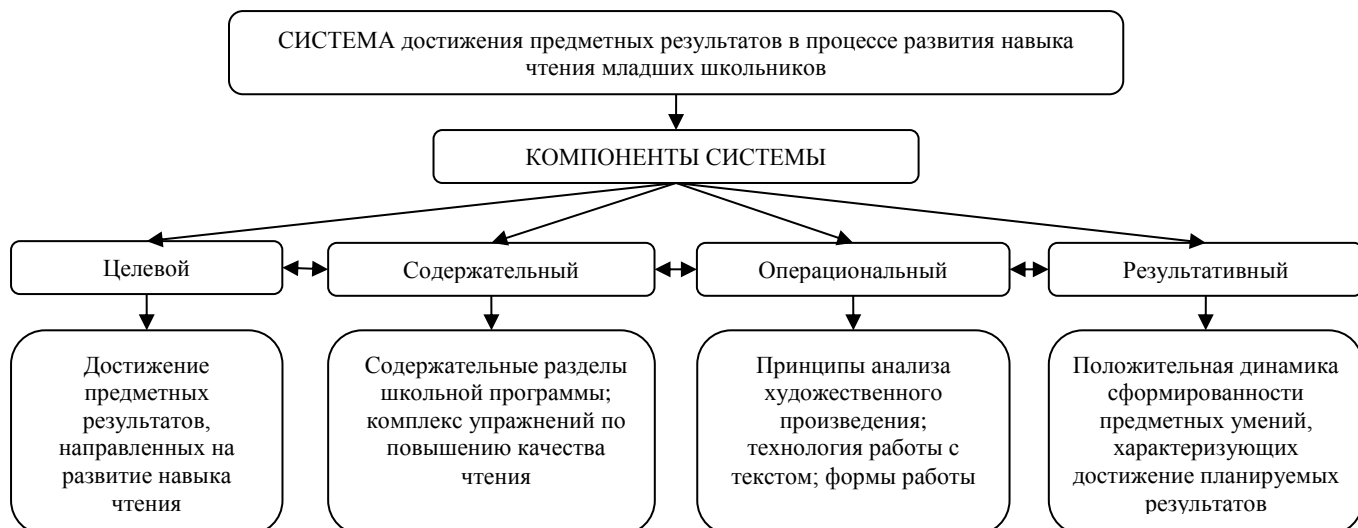 СИСТЕМА достижения предметных результатов в процессе развития навыка
чтения младших школьников
КОМПОНЕНТЫ СИСТЕМЫ
Целевой
Содержательный
Операциональный
Результативный
Достижение
предметных
результатов,
направленных на
развитие навыка
чтения
Содержательные разделы
школьной программы;
комплекс упражнений по
повышению качества
чтения
Принципы анализа
художественного
произведения;
технология работы с
текстом; формы работы
Положительная динамика
сформированности
предметных умений,
характеризующих
достижение планируемых
результатов